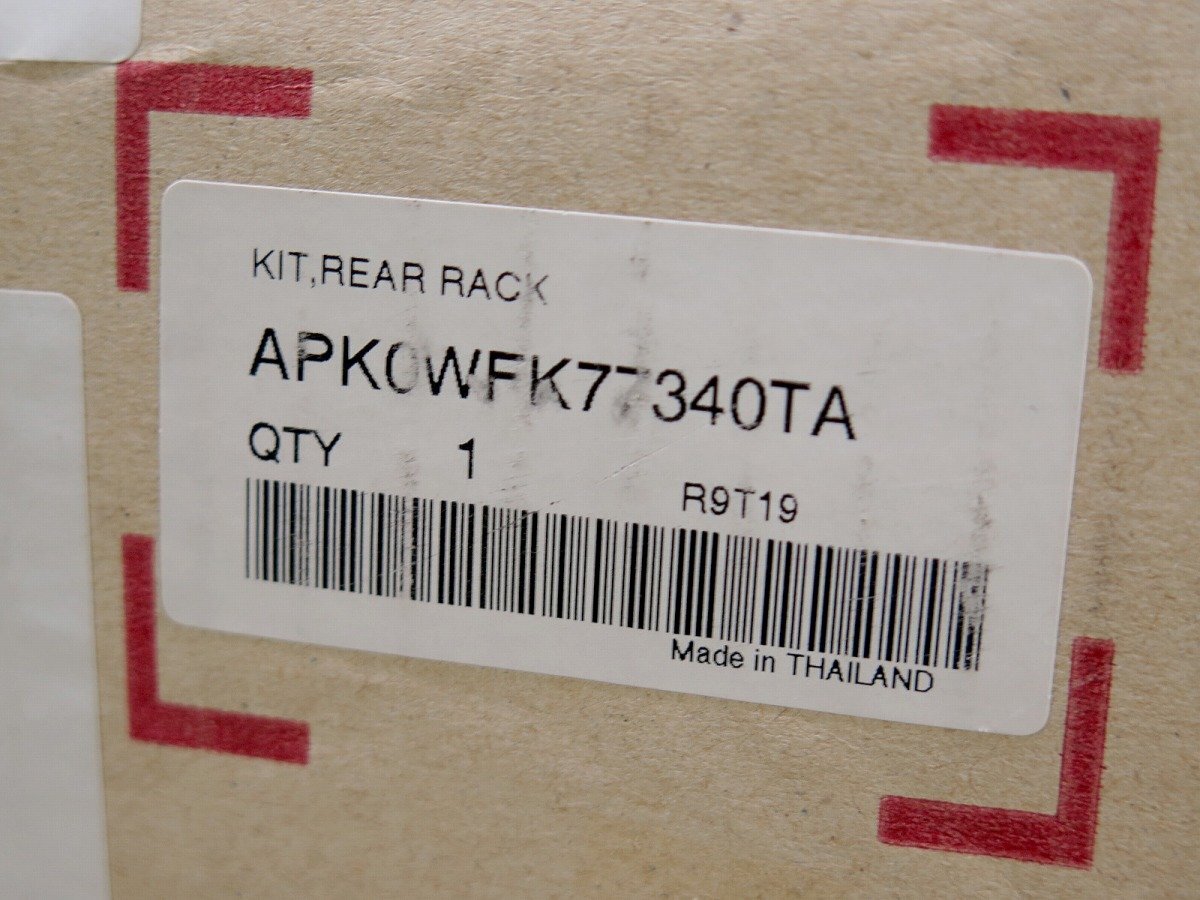 KIT,REAR RACK
APK0WFK77340TA
QTY 1
R9T19
Made in THAILAND